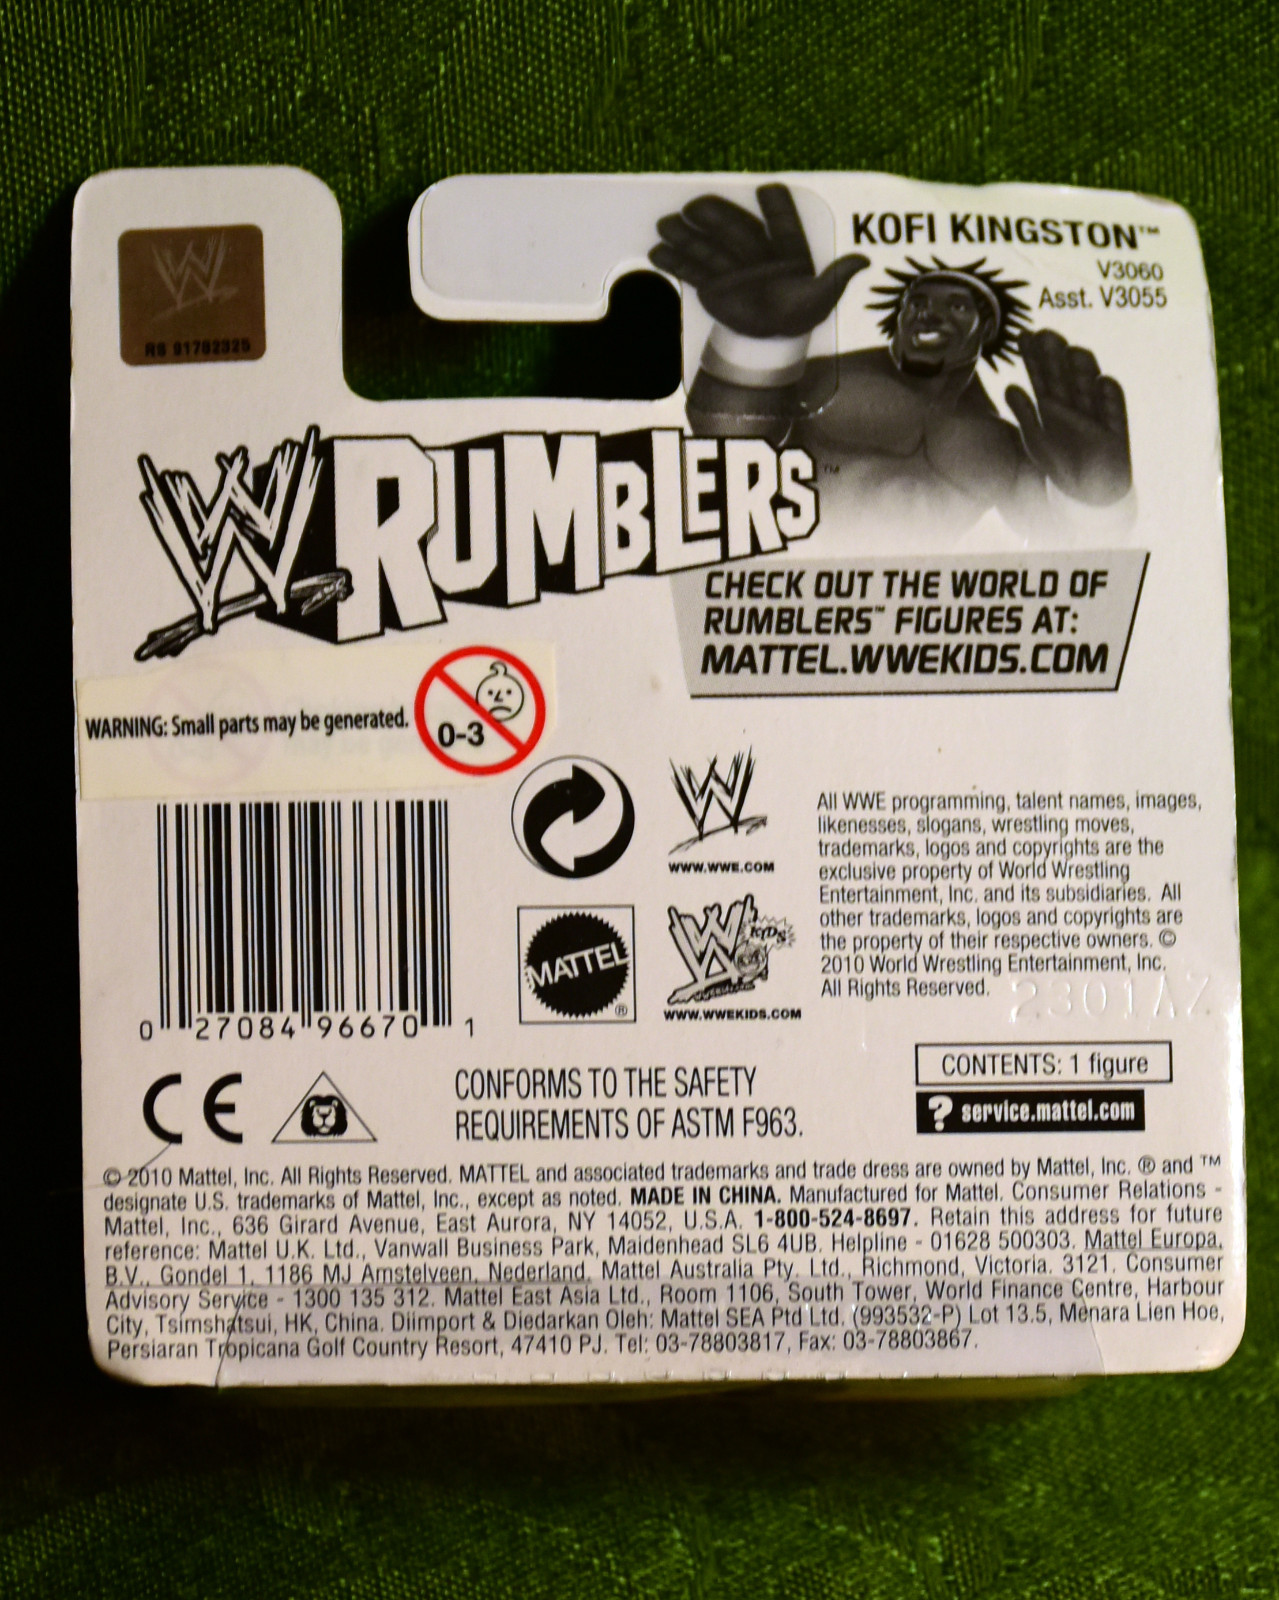 KOFI KINGSTON™
V3060
Asst. V3055
RS 91782325
W RUMBLERS™
CHECK OUT THE WORLD OF
RUMBLERS™ FIGURES AT:
MATTEL.WWEKIDS.COM
WARNING: Small parts may be generated.
0-3
All WWE programming, talent names, images,
likenesses, slogans, wrestling moves,
trademarks, logos and copyrights are the
exclusive property of World Wrestling
Entertainment, Inc. and its subsidiaries. All
other trademarks, logos and copyrights are
the property of their respective owners. ©
2010 World Wrestling Entertainment, Inc.
All Rights Reserved.
2301AZ
W
WWW.WWE.COM
MATTEL®
W KIDS
WWW.WWEKIDS.COM
0 27084 96670 1
CONTENTS: 1 figure
? service.mattel.com
CE
CONFORMS TO THE SAFETY
REQUIREMENTS OF ASTM F963.
© 2010 Mattel, Inc. All Rights Reserved. MATTEL and associated trademarks and trade dress are owned by Mattel, Inc. ® and ™
designate U.S. trademarks of Mattel, Inc., except as noted. MADE IN CHINA. Manufactured for Mattel. Consumer Relations -
Mattel, Inc., 636 Girard Avenue, East Aurora, NY 14052, U.S.A. 1-800-524-8697. Retain this address for future
reference: Mattel U.K. Ltd., Vanwall Business Park, Maidenhead SL6 4UB. Helpline - 01628 500303. Mattel Europa,
B.V., Gondel 1, 1186 MJ Amstelveen, Nederland. Mattel Australia Pty. Ltd., Richmond, Victoria. 3121. Consumer
Advisory Service - 1300 135 312. Mattel East Asia Ltd., Room 1106, South Tower, World Finance Centre, Harbour
City, Tsimshatsui, HK, China. Diimport & Diedarkan Oleh: Mattel SEA Ptd Ltd. (993532-P) Lot 13.5, Menara Lien Hoe,
Persiaran Tropicana Golf Country Resort, 47410 PJ. Tel: 03-78803817, Fax: 03-78803867.